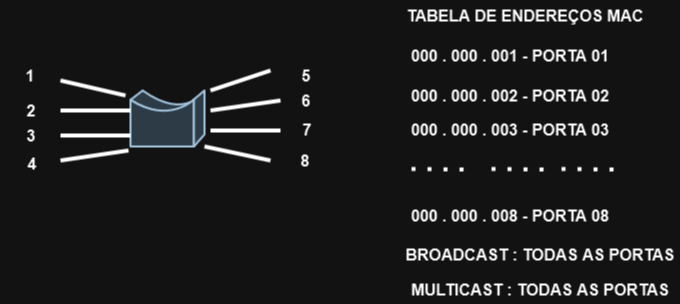 TABELA DE ENDEREÇOS MAC
000 . 000 . 001 - PORTA 01
000 . 000 . 002 - PORTA 02
000 . 000 . 003 - PORTA 03
. . . . . . . . . . . .
000 . 000 . 008 - PORTA 08
BROADCAST : TODAS AS PORTAS
MULTICAST : TODAS AS PORTAS
1
2
3
4
5
6
7
8